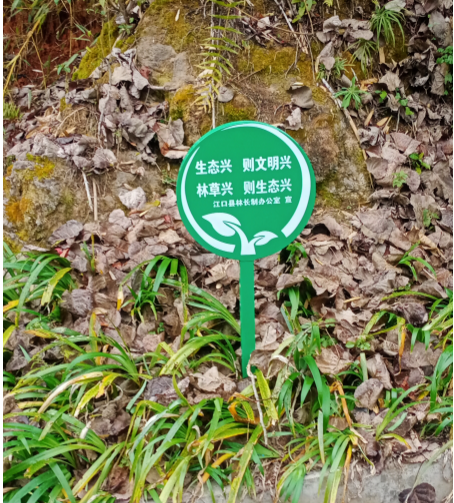 生态兴 则文明兴
林草兴 则生态兴
江口县林长制办公室 宣